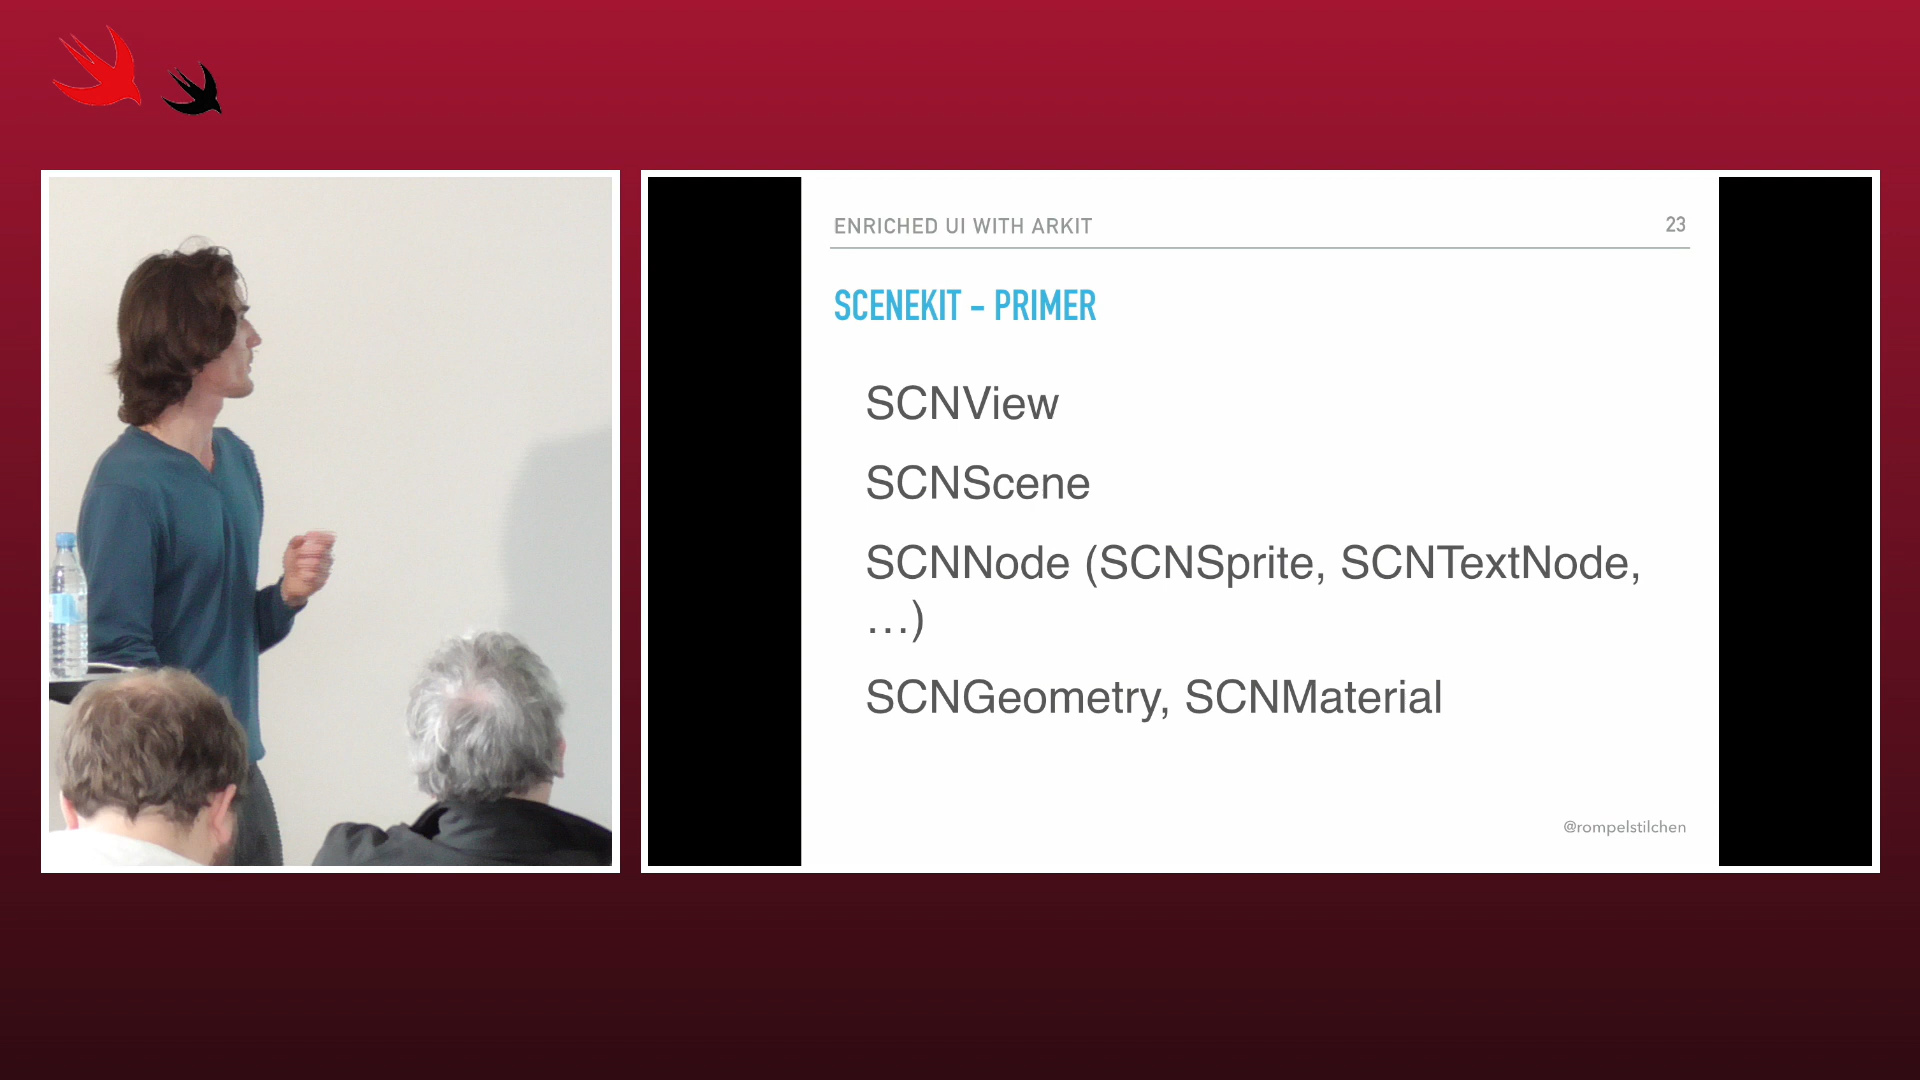 ENRICHED UI WITH ARKIT
23
SCENEKIT – PRIMER
SCNView
SCNScene
SCNNode (SCNSprite, SCNTextNode,
…)
SCNGeometry, SCNMaterial
@rompelstilchen